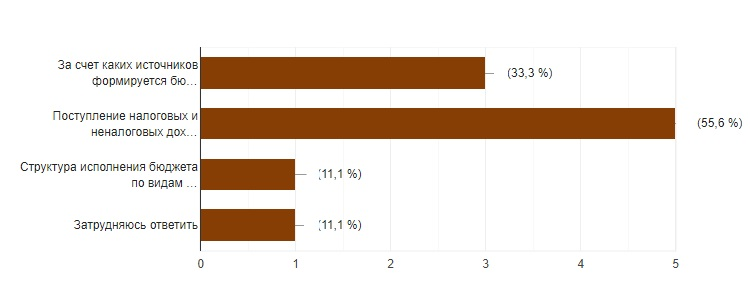 За счет каких источников
формируется бю…
(33,3 %)
Поступление налоговых и
неналоговых дох…
(55,6 %)
Структура исполнения бюджета
по видам …
(11,1 %)
Затрудняюсь ответить
(11,1 %)
0 1 2 3 4 5